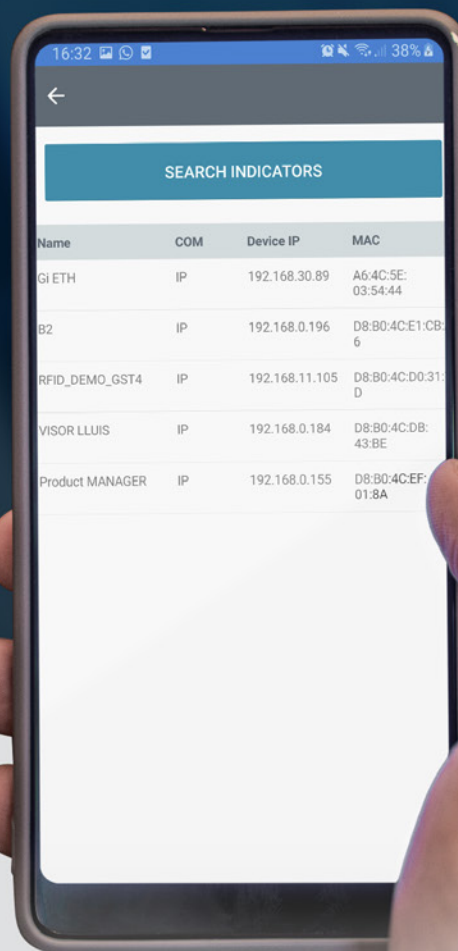 16:32 38%
SEARCH INDICATORS
Name COM Device IP MAC
Gi ETH IP 192.168.30.89 A6:4C:5E:
03:54:44
B2 IP 192.168.0.196 D8:B0:4C:E1:CB:
6
RFID_DEMO_GST4 IP 192.168.11.105 D8:B0:4C:D0:31:
D
VISOR LLUIS IP 192.168.0.184 D8:B0:4C:DB:
43:BE
Product MANAGER IP 192.168.0.155 D8:B0:4C:EF:
01:8A